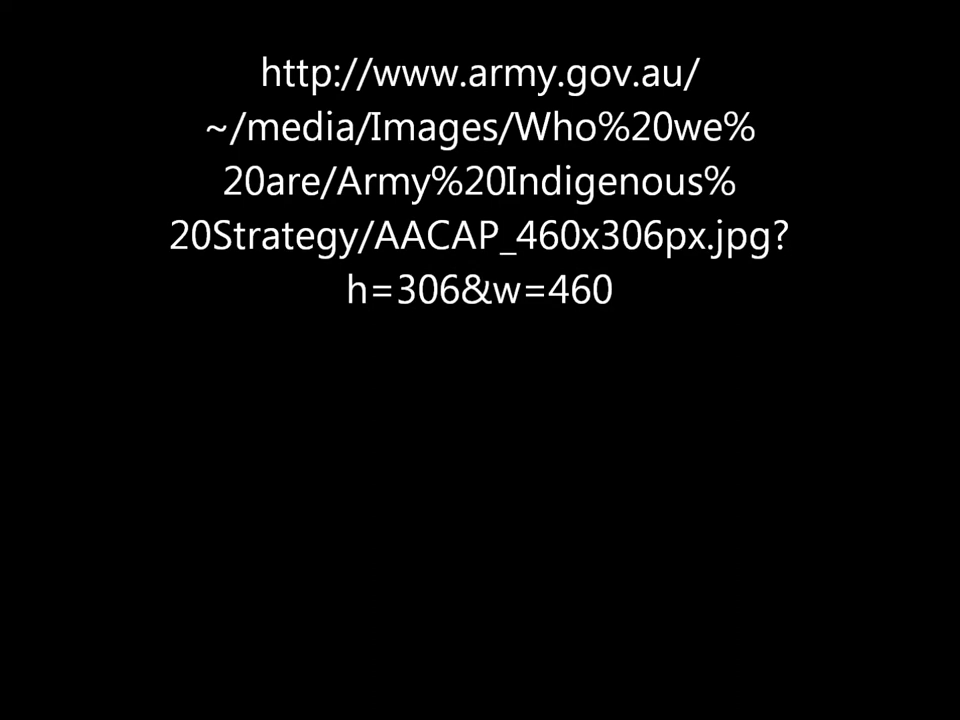 http://www.army.gov.au/
~/media/Images/Who%20we%
20are/Army%20Indigenous%
20Strategy/AACAP_460x306px.jpg?
h=306&w=460